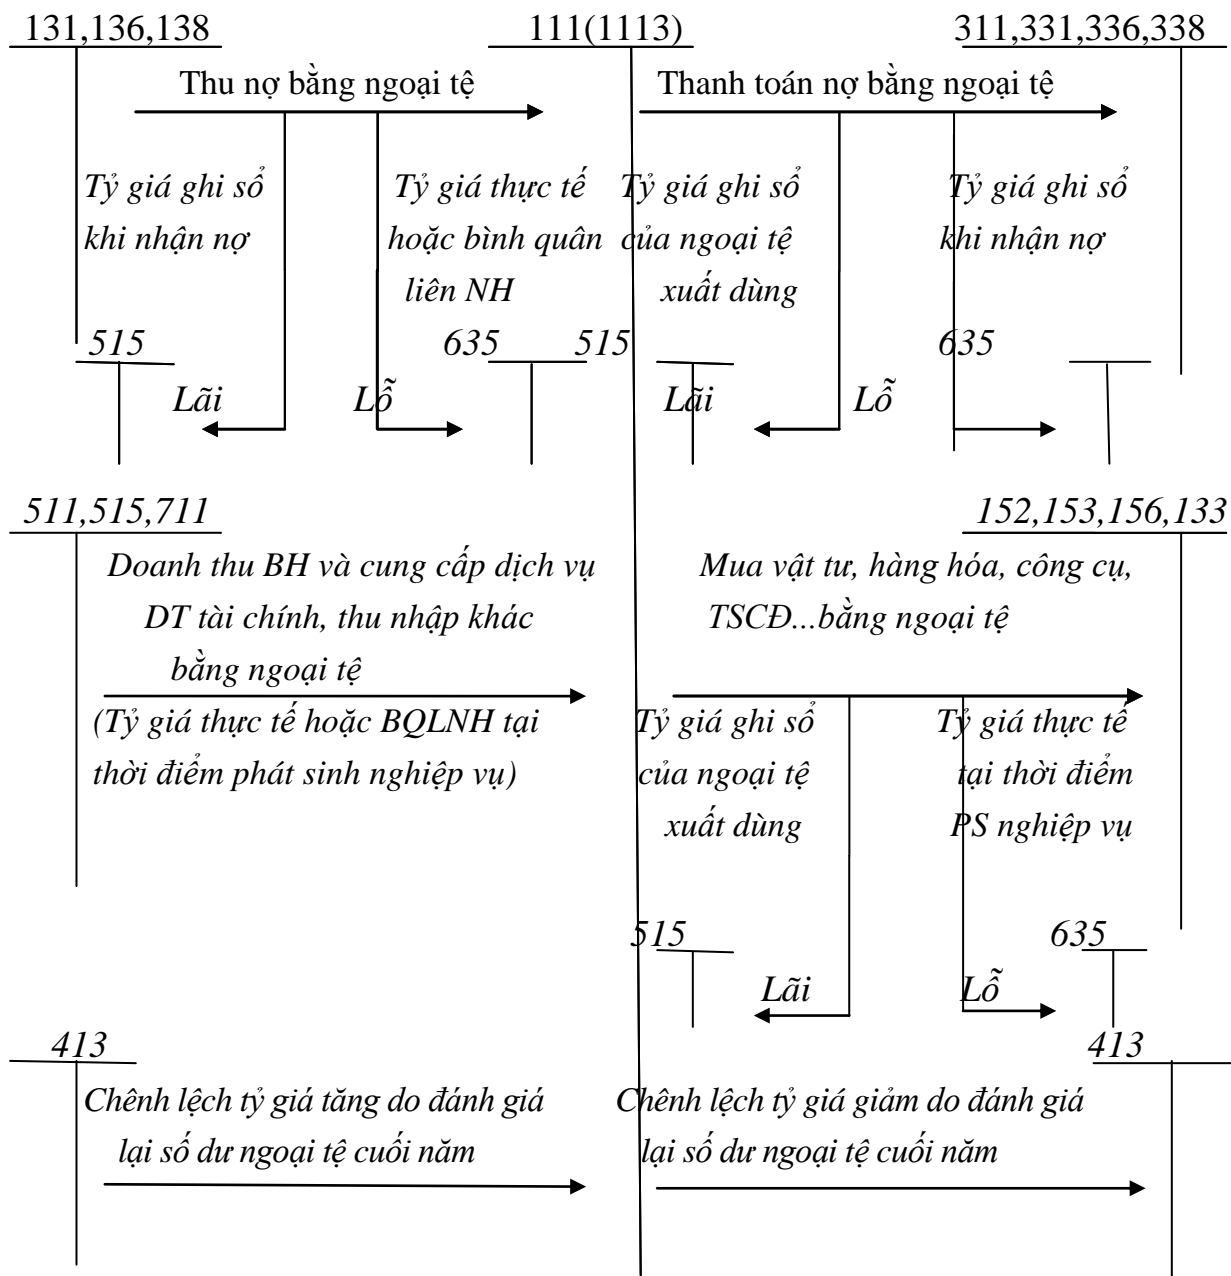 131,136,138 111(1113) 311,331,336,338
Thu nợ bằng ngoại tệ Thanh toán nợ bằng ngoại tệ
Tỷ giá ghi sổ Tỷ giá thực tế Tỷ giá ghi sổ Tỷ giá ghi sổ
khi nhận nợ hoặc bình quân của ngoại tệ khi nhận nợ
liên NH xuất dùng
515 635 515 635
Lãi Lỗ Lãi Lỗ
511,515,711 152,153,156,133
Doanh thu BH và cung cấp dịch vụ Mua vật tư, hàng hóa, công cụ,
DT tài chính, thu nhập khác TSCĐ...bằng ngoại tệ
bằng ngoại tệ
(Tỷ giá thực tế hoặc BQLNH tại Tỷ giá ghi sổ Tỷ giá thực tế
thời điểm phát sinh nghiệp vụ) của ngoại tệ tại thời điểm
xuất dùng PS nghiệp vụ
515 635
Lãi Lỗ
413 413
Chênh lệch tỷ giá tăng do đánh giá Chênh lệch tỷ giá giảm do đánh giá
lại số dư ngoại tệ cuối năm lại số dư ngoại tệ cuối năm